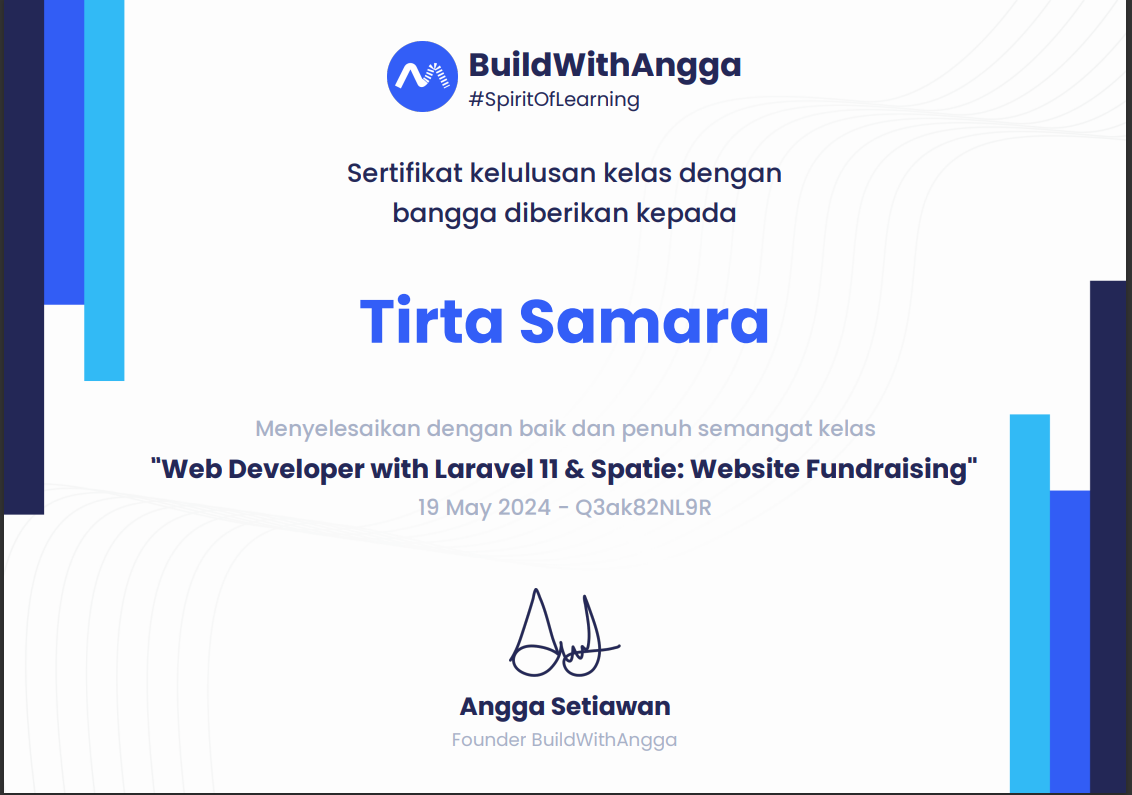 BuildWithAngga
#SpiritOfLearning
Sertifikat kelulusan kelas dengan
bangga diberikan kepada
Tirta Samara
Menyelesaikan dengan baik dan penuh semangat kelas
"Web Developer with Laravel 11 & Spatie: Website Fundraising"
19 May 2024 - Q3ak82NL9R
Angga Setiawan
Founder BuildWithAngga